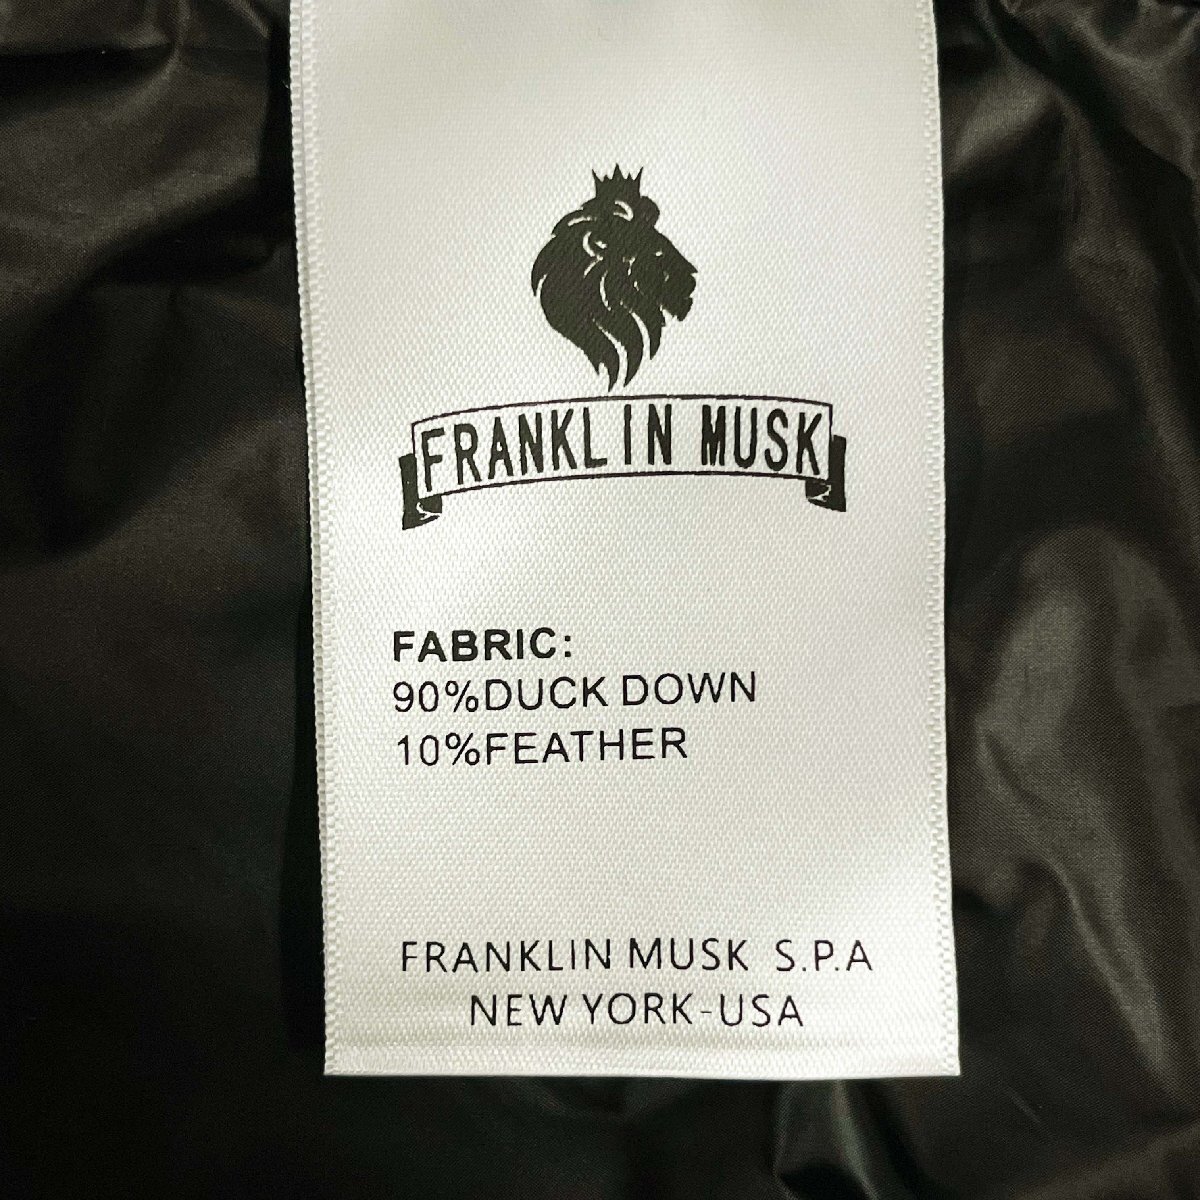 FRANKLIN MUSK
FABRIC:
90%DUCK DOWN
10%FEATHER
FRANKLIN MUSK S.P.A
NEW YORK-USA